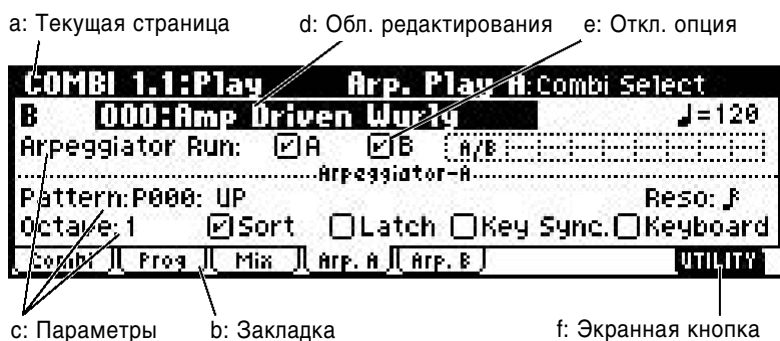 a: Текущая страница d: Обл. редактирования e: Откл. опция
COMBI 1.1:Play Arp. Play A:Combi Select
B 000:Amp Driven Wurly ♩=120
Arpeggiator Run: A B A/B
Arpeggiator-A
Pattern:P000: UP Reso: ♪
Octave:1 Sort Latch Key Sync. Keyboard
Combi Prog Mix Arp. A Arp. B UTILITY
c: Параметры b: Закладка f: Экранная кнопка